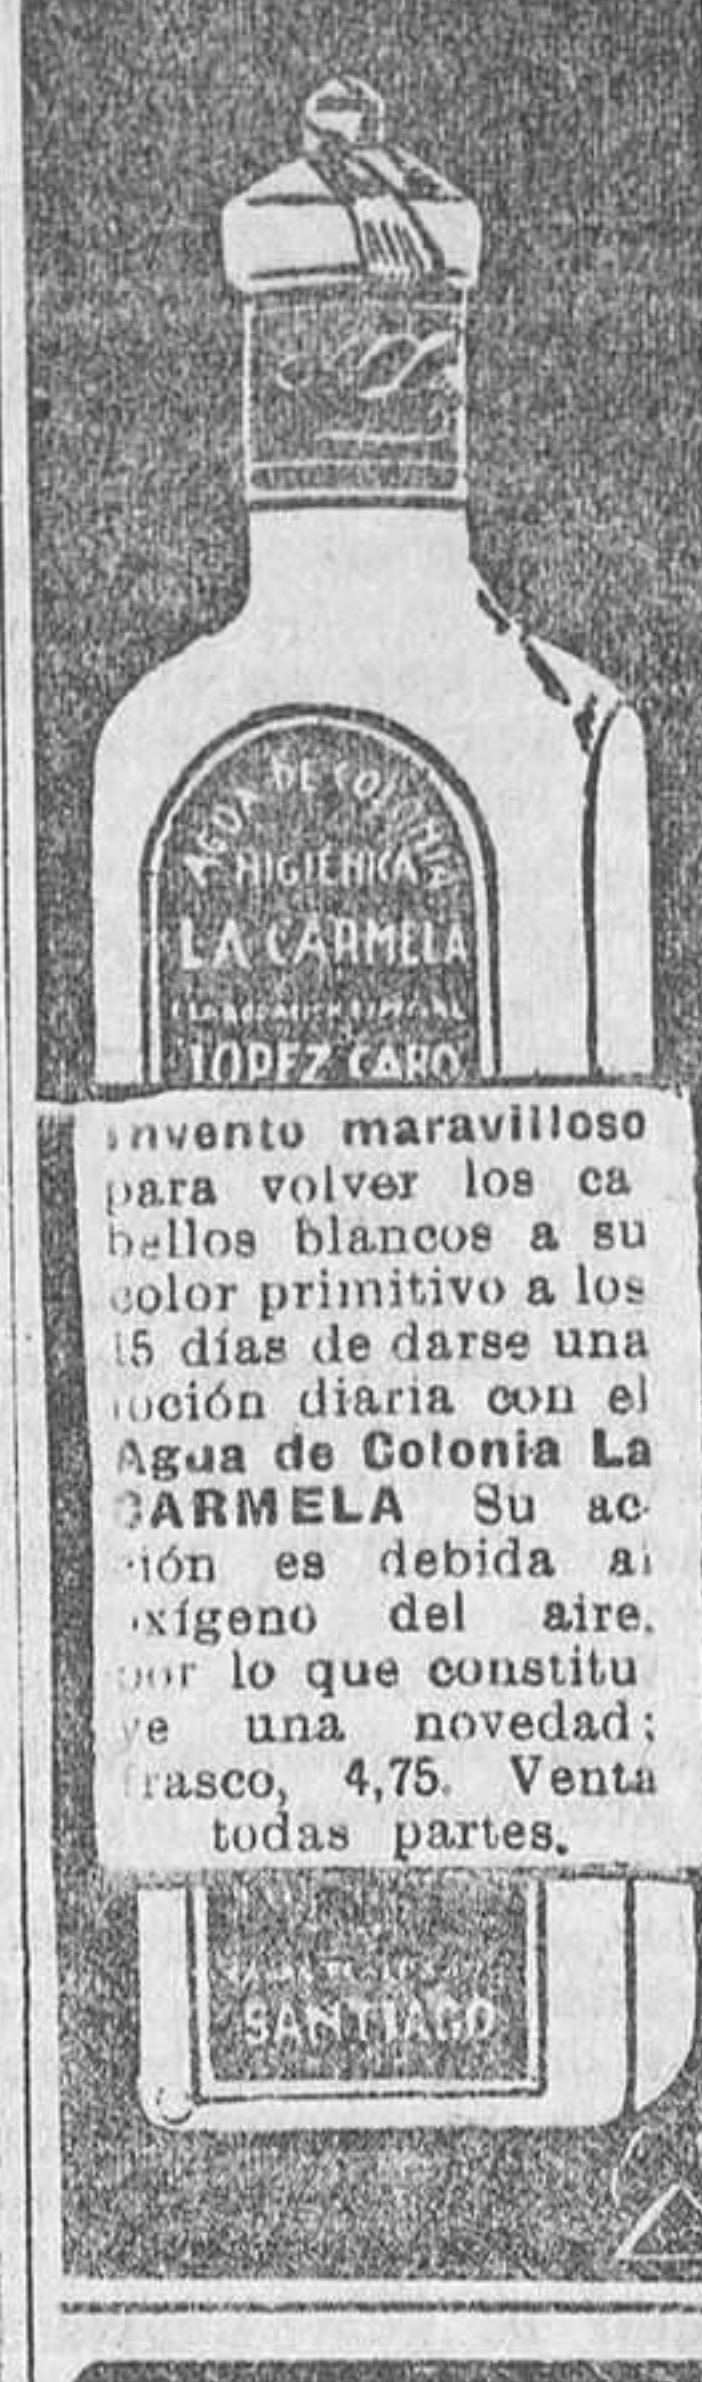 AGUA DE COLONIA
HIGIÉNICA
LA CARMELA
LOPEZ CARO
Invento maravilloso
para volver los ca
bellos blancos a su
color primitivo a los
15 días de darse una
loción diaria con el
Agua de Colonia La
CARMELA Su ac-
ción es debida al
oxígeno del aire,
por lo que constitu
ye una novedad;
frasco, 4,75. Venta
todas partes.
SANTIAGO